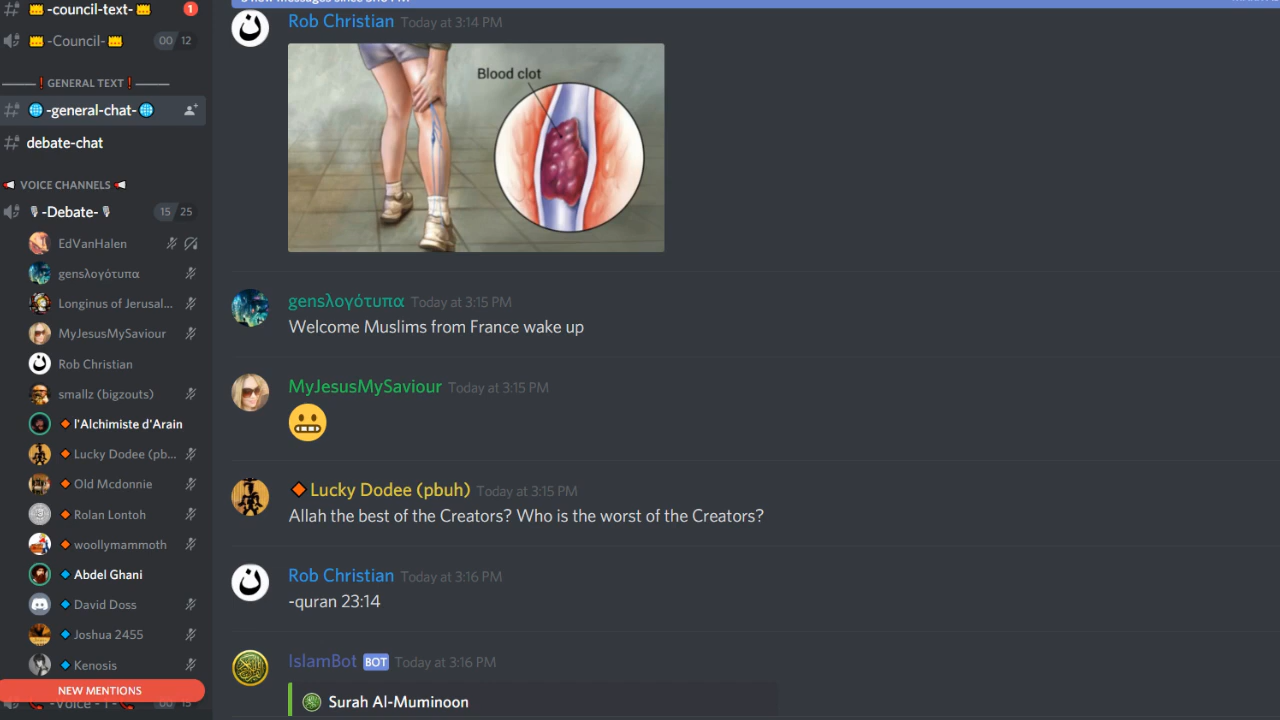 -council-text-
1
-Council-
00 12
GENERAL TEXT
-general-chat-
debate-chat
VOICE CHANNELS
-Debate-
15 25
EdVanHalen
gensλογότυπα
Longinus of Jerusal...
MyJesusMySaviour
Rob Christian
smallz (bigzouts)
l'Alchimiste d'Arain
Lucky Dodee (pb...
Old Mcdonnie
Rolan Lontoh
woollymammoth
Abdel Ghani
David Doss
Joshua 2455
Kenosis
NEW MENTIONS
-Voice - 1 -
00 15
Rob Christian Today at 3:14 PM
Blood clot
gensλογότυπα Today at 3:15 PM
Welcome Muslims from France wake up
MyJesusMySaviour Today at 3:15 PM
Lucky Dodee (pbuh) Today at 3:15 PM
Allah the best of the Creators? Who is the worst of the Creators?
Rob Christian Today at 3:16 PM
-quran 23:14
IslamBot BOT Today at 3:16 PM
Surah Al-Muminoon